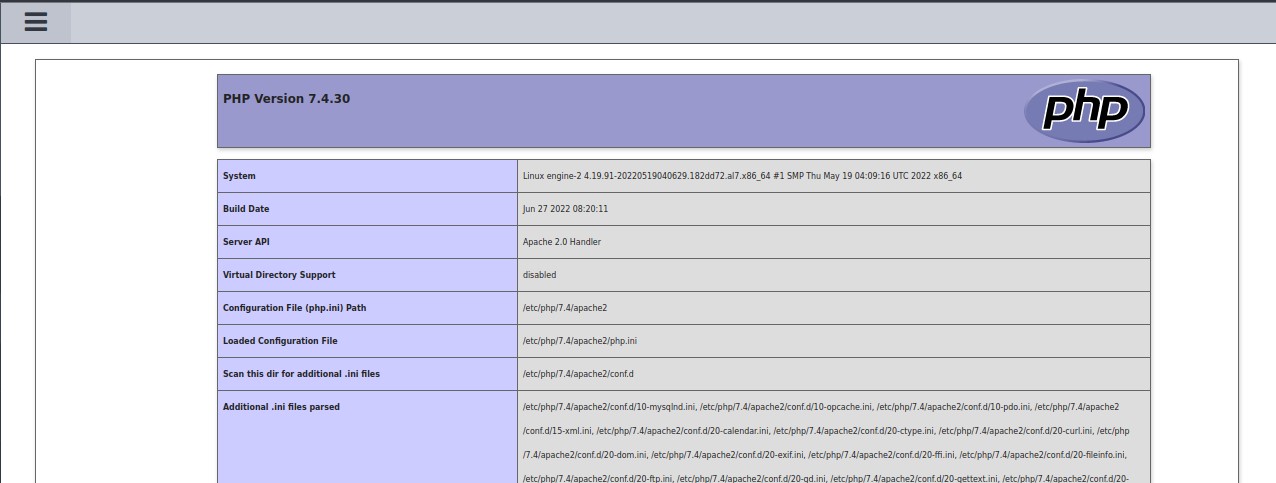 PHP Version 7.4.30
php
System Linux engine-2 4.19.91-20220519040629.182dd72.al7.x86_64 #1 SMP Thu May 19 04:09:16 UTC 2022 x86_64
Build Date Jun 27 2022 08:20:11
Server API Apache 2.0 Handler
Virtual Directory Support disabled
Configuration File (php.ini) Path /etc/php/7.4/apache2
Loaded Configuration File /etc/php/7.4/apache2/php.ini
Scan this dir for additional .ini files /etc/php/7.4/apache2/conf.d
Additional .ini files parsed /etc/php/7.4/apache2/conf.d/10-mysqlnd.ini, /etc/php/7.4/apache2/conf.d/10-opcache.ini, /etc/php/7.4/apache2/conf.d/10-pdo.ini, /etc/php/7.4/apache2
/conf.d/15-xml.ini, /etc/php/7.4/apache2/conf.d/20-calendar.ini, /etc/php/7.4/apache2/conf.d/20-ctype.ini, /etc/php/7.4/apache2/conf.d/20-curl.ini, /etc/php
/7.4/apache2/conf.d/20-dom.ini, /etc/php/7.4/apache2/conf.d/20-exif.ini, /etc/php/7.4/apache2/conf.d/20-ffi.ini, /etc/php/7.4/apache2/conf.d/20-fileinfo.ini,
/etc/php/7.4/apache2/conf.d/20-ftp.ini, /etc/php/7.4/apache2/conf.d/20-gd.ini, /etc/php/7.4/apache2/conf.d/20-gettext.ini, /etc/php/7.4/apache2/conf.d/20-